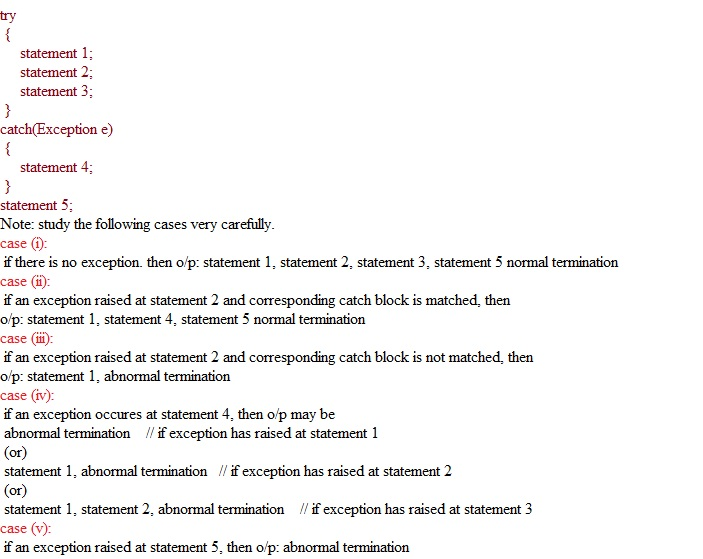 try
{
statement 1;
statement 2;
statement 3;
}
catch(Exception e)
{
statement 4;
}
statement 5;
Note: study the following cases very carefully.
case (i):
if there is no exception. then o/p: statement 1, statement 2, statement 3, statement 5 normal termination
case (ii):
if an exception raised at statement 2 and corresponding catch block is matched, then
o/p: statement 1, statement 4, statement 5 normal termination
case (iii):
if an exception raised at statement 2 and corresponding catch block is not matched, then
o/p: statement 1, abnormal termination
case (iv):
if an exception occures at statement 4, then o/p may be
abnormal termination // if exception has raised at statement 1
(or)
statement 1, abnormal termination // if exception has raised at statement 2
(or)
statement 1, statement 2, abnormal termination // if exception has raised at statement 3
case (v):
if an exception raised at statement 5, then o/p: abnormal termination